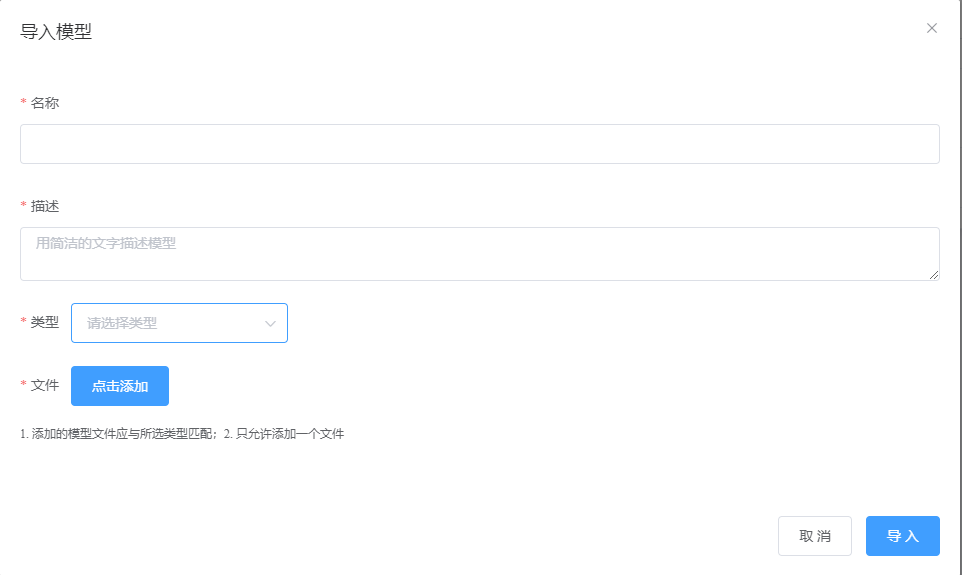 导入模型
* 名称
* 描述
用简洁的文字描述模型
* 类型 请选择类型
* 文件 点击添加
1. 添加的模型文件应与所选类型匹配；2. 只允许添加一个文件
取 消 导 入